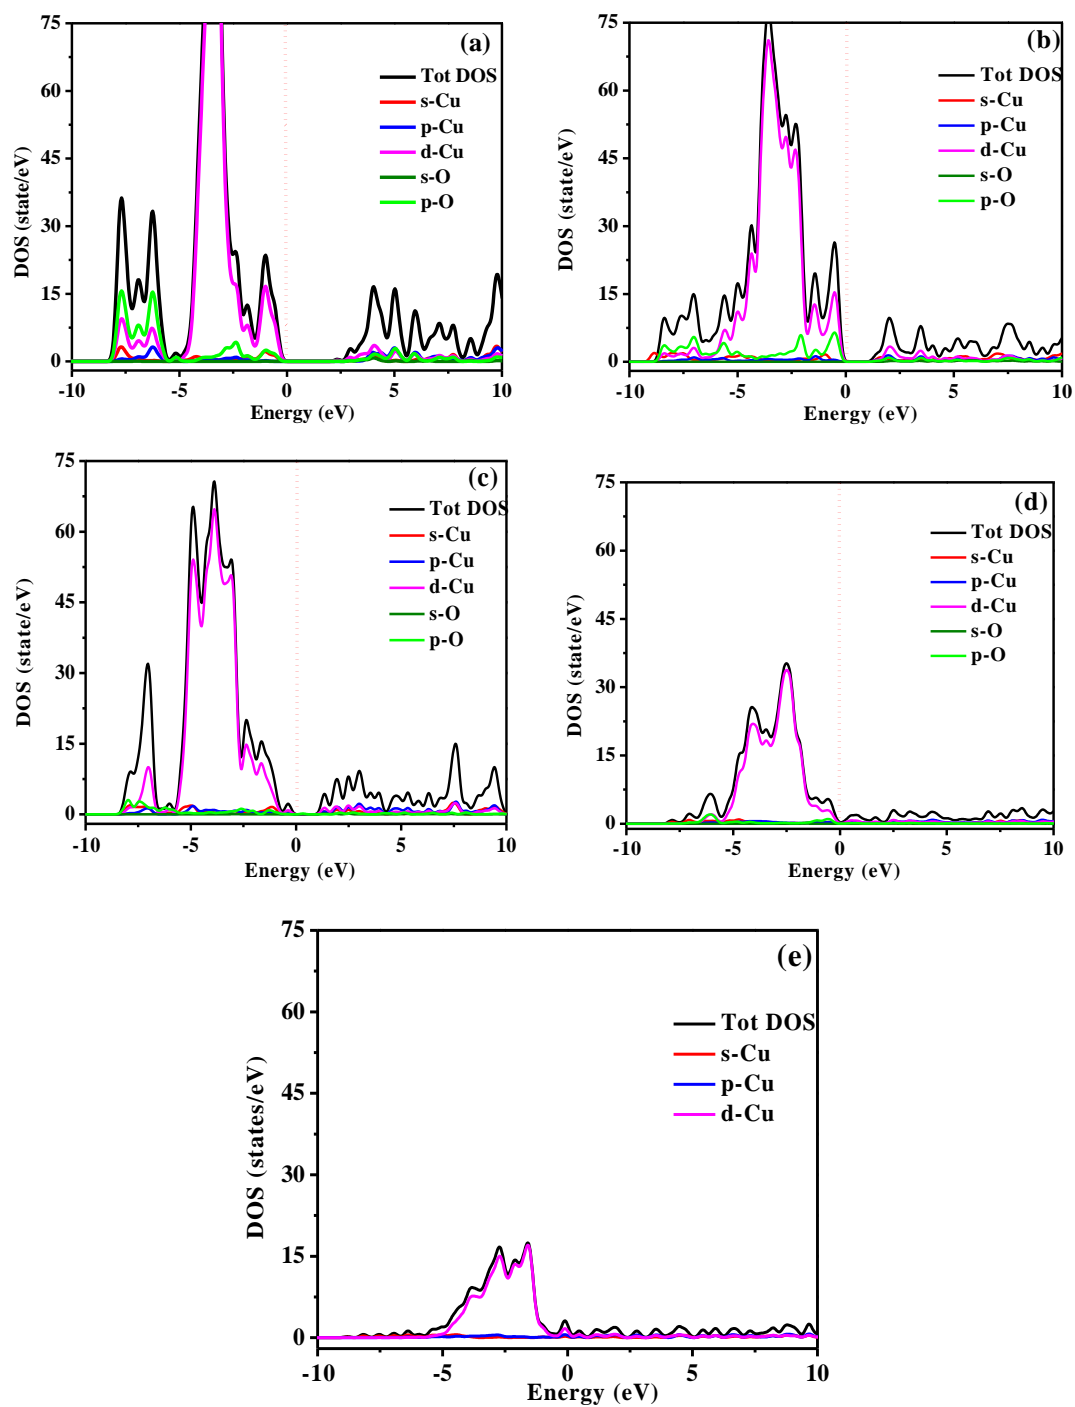 (a)
75
60
45
30
15
0
DOS (state/eV)
Tot DOS
s-Cu
p-Cu
d-Cu
s-O
p-O
-10 -5 0 5 10
Energy (eV)
(b)
75
60
45
30
15
0
DOS (state/eV)
Tot DOS
s-Cu
p-Cu
d-Cu
s-O
p-O
-10 -5 0 5 10
Energy (eV)
(c)
75
60
45
30
15
0
DOS (state/eV)
Tot DOS
s-Cu
p-Cu
d-Cu
s-O
p-O
-10 -5 0 5 10
Energy (eV)
(d)
75
60
45
30
15
0
DOS (state/eV)
Tot DOS
s-Cu
p-Cu
d-Cu
s-O
p-O
-10 -5 0 5 10
Energy (eV)
(e)
75
60
45
30
15
0
DOS (states/eV)
Tot DOS
s-Cu
p-Cu
d-Cu
-10 -5 0 5 10
Energy (eV)